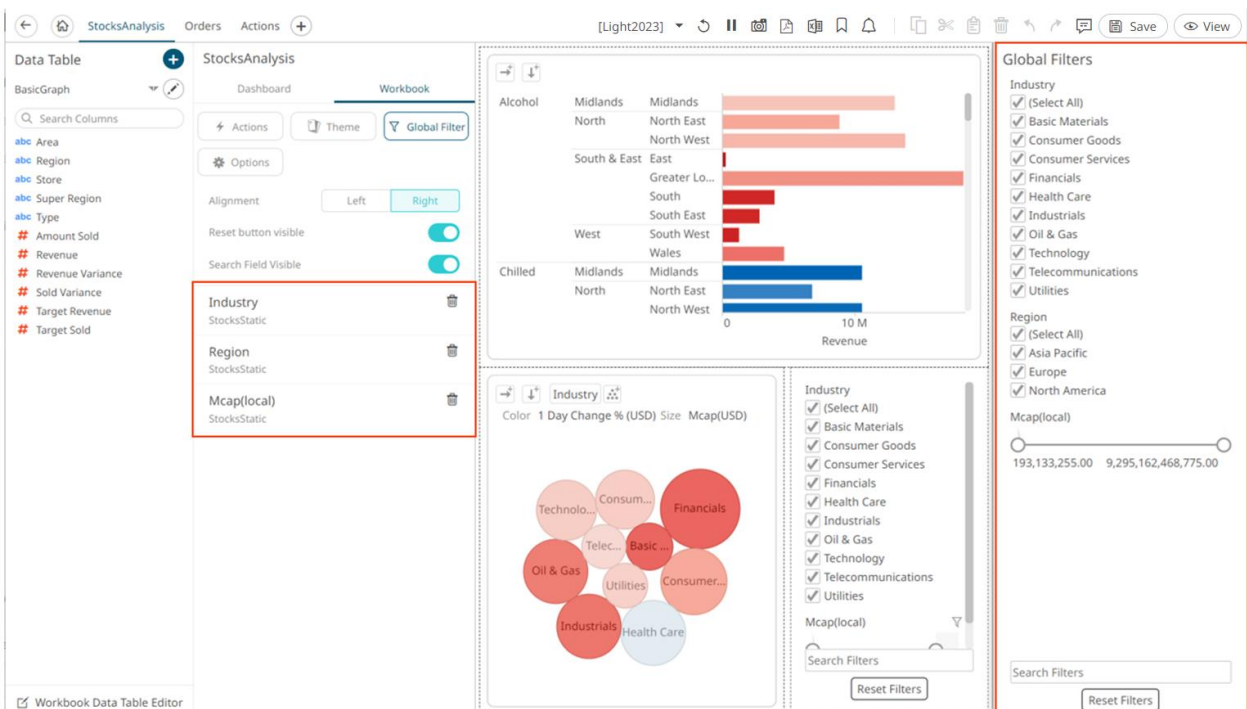 StocksAnalysis Orders Actions
[Light2023] Save View
Data Table
BasicGraph
Search Columns
abc Area
abc Region
abc Store
abc Super Region
abc Type
# Amount Sold
# Revenue
# Revenue Variance
# Sold Variance
# Target Revenue
# Target Sold
Workbook Data Table Editor
StocksAnalysis
Dashboard Workbook
Actions Theme Global Filter
Options
Alignment Left Right
Reset button visible
Search Field Visible
Industry
StocksStatic
Region
StocksStatic
Mcap(local)
StocksStatic
Alcohol Midlands Midlands
North North East
North West
South & East East
Greater Lo...
South
South East
West South West
Wales
Chilled Midlands Midlands
North North East
North West
0 10 M
Revenue
Industry
Color 1 Day Change % (USD) Size Mcap(USD)
Technolo...
Consum...
Financials
Telec...
Basic ...
Oil & Gas
Utilities
Consumer...
Industrials
Health Care
Industry
(Select All)
Basic Materials
Consumer Goods
Consumer Services
Financials
Health Care
Industrials
Oil & Gas
Technology
Telecommunications
Utilities
Mcap(local)
Search Filters
Reset Filters
Global Filters
Industry
(Select All)
Basic Materials
Consumer Goods
Consumer Services
Financials
Health Care
Industrials
Oil & Gas
Technology
Telecommunications
Utilities
Region
(Select All)
Asia Pacific
Europe
North America
Mcap(local)
193,133,255.00 9,295,162,468,775.00
Search Filters
Reset Filters